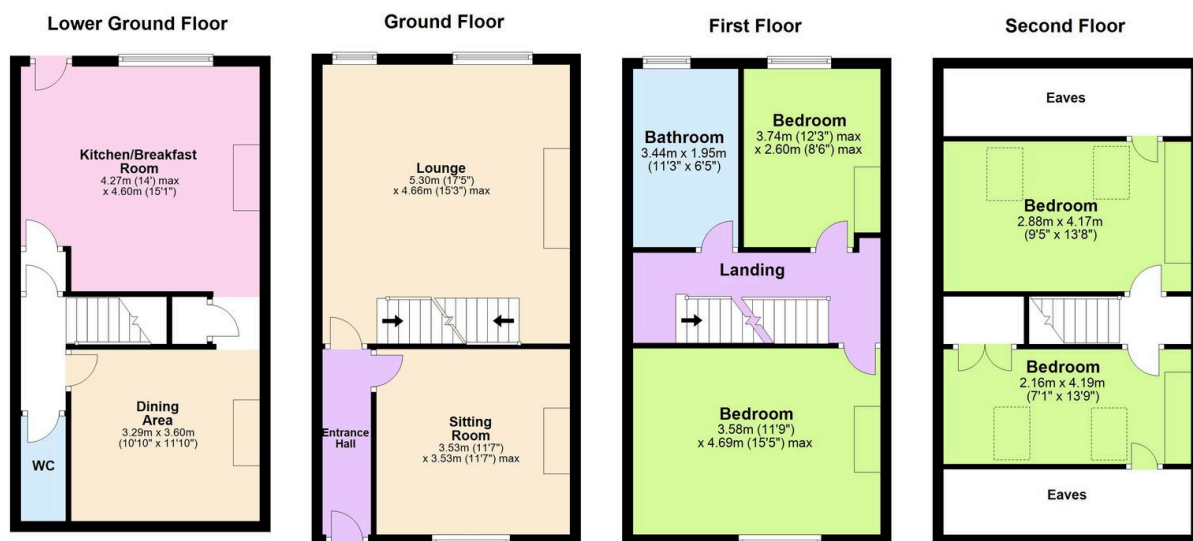 Lower Ground Floor
Kitchen/Breakfast
Room
4.27m (14') max
x 4.60m (15'1")
Dining
Area
3.29m x 3.60m
(10'10" x 11'10")
WC
Ground Floor
Lounge
5.30m (17'5")
x 4.66m (15'3") max
Entrance
Hall
Sitting
Room
3.53m (11'7")
x 3.53m (11'7") max
First Floor
Bathroom
3.44m x 1.95m
(11'3" x 6'5")
Bedroom
3.74m (12'3") max
x 2.60m (8'6") max
Landing
Bedroom
3.58m (11'9")
x 4.69m (15'5") max
Second Floor
Eaves
Bedroom
2.88m x 4.17m
(9'5" x 13'8")
Bedroom
2.16m x 4.19m
(7'1" x 13'9")
Eaves